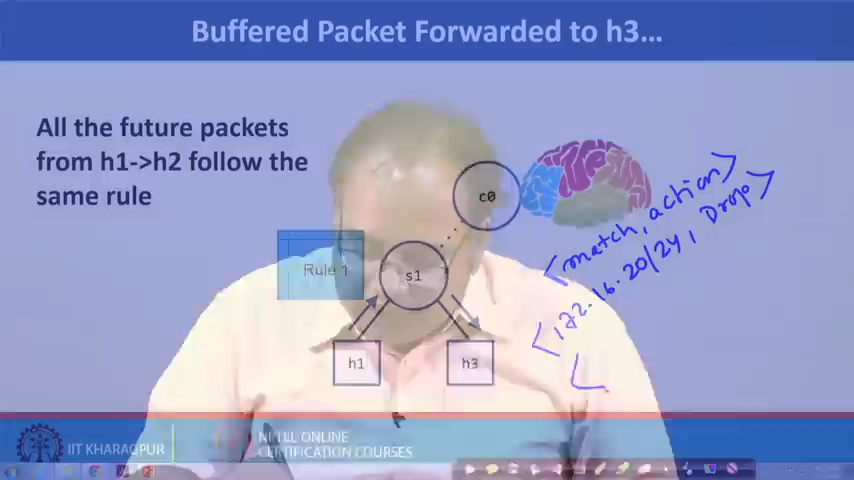 Buffered Packet Forwarded to h3...
All the future packets
from h1->h2 follow the
same rule
c0
<match, action>
Rule 1
s1
<172.16.20/24, Drop>
<
h1
h3
IIT KHARAGPUR
NPTEL ONLINE
CERTIFICATION COURSES